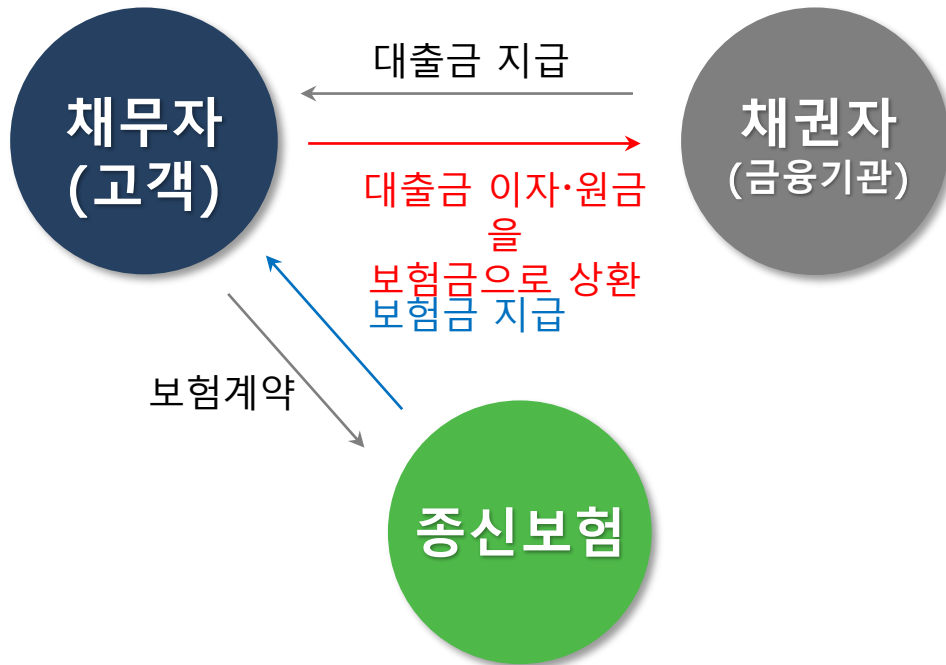 대출금 지급
채무자
(고객)
채권자
(금융기관)
대출금 이자·원금
을
보험금으로 상환
보험금 지급
보험계약
종신보험